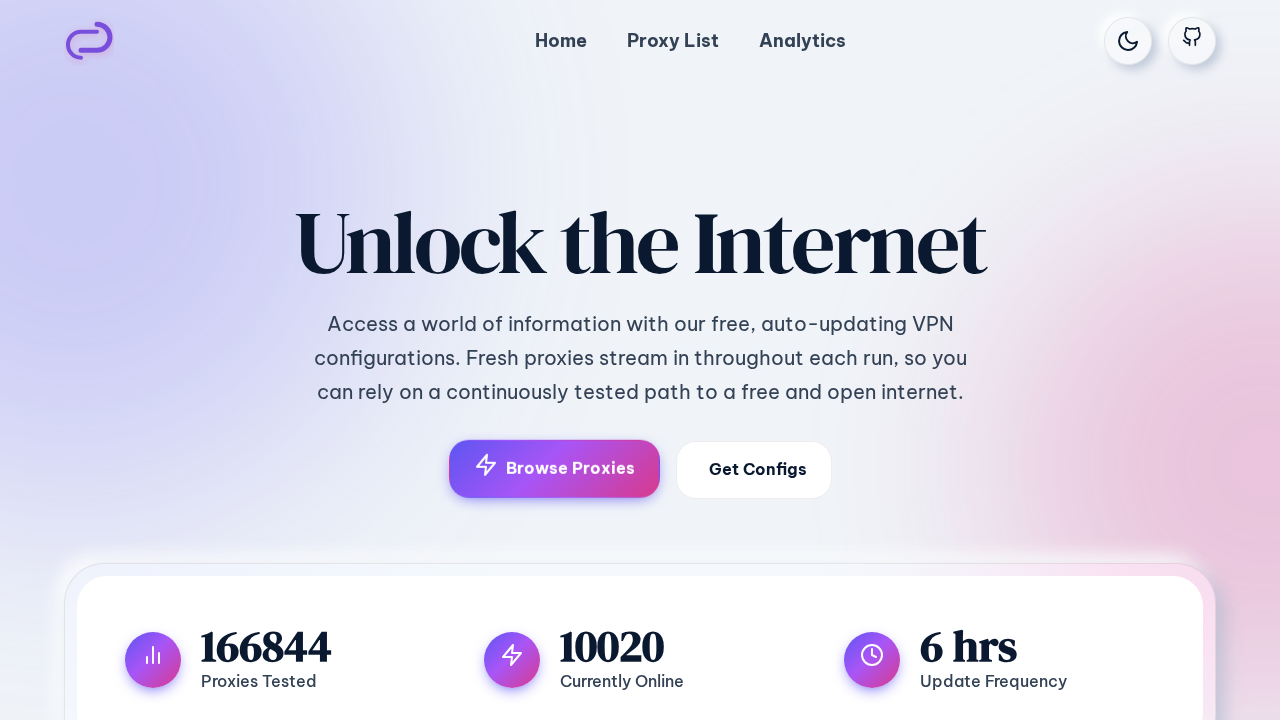 Home
Proxy List
Analytics
Unlock the Internet
Access a world of information with our free, auto-updating VPN
configurations. Fresh proxies stream in throughout each run, so you
can rely on a continuously tested path to a free and open internet.
Browse Proxies
Get Configs
166844
Proxies Tested
10020
Currently Online
6 hrs
Update Frequency